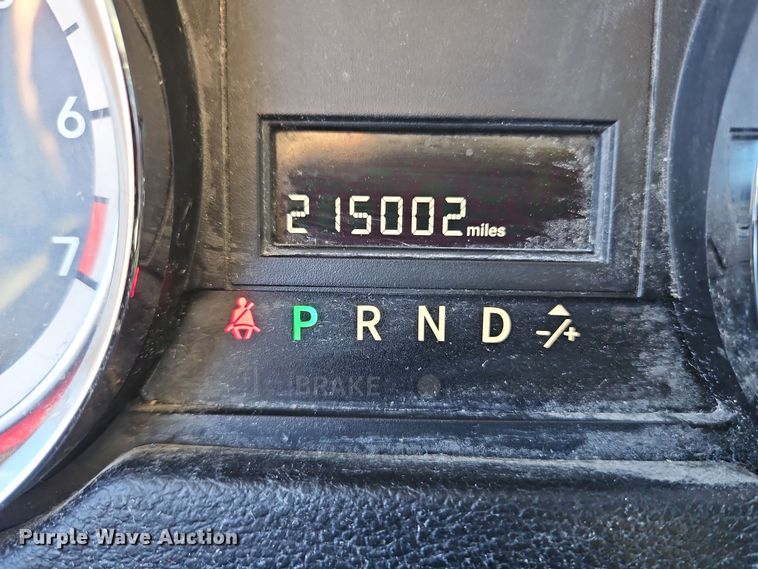 6
7
215002 miles
P R N D -/+
BRAKE
Purple Wave Auction